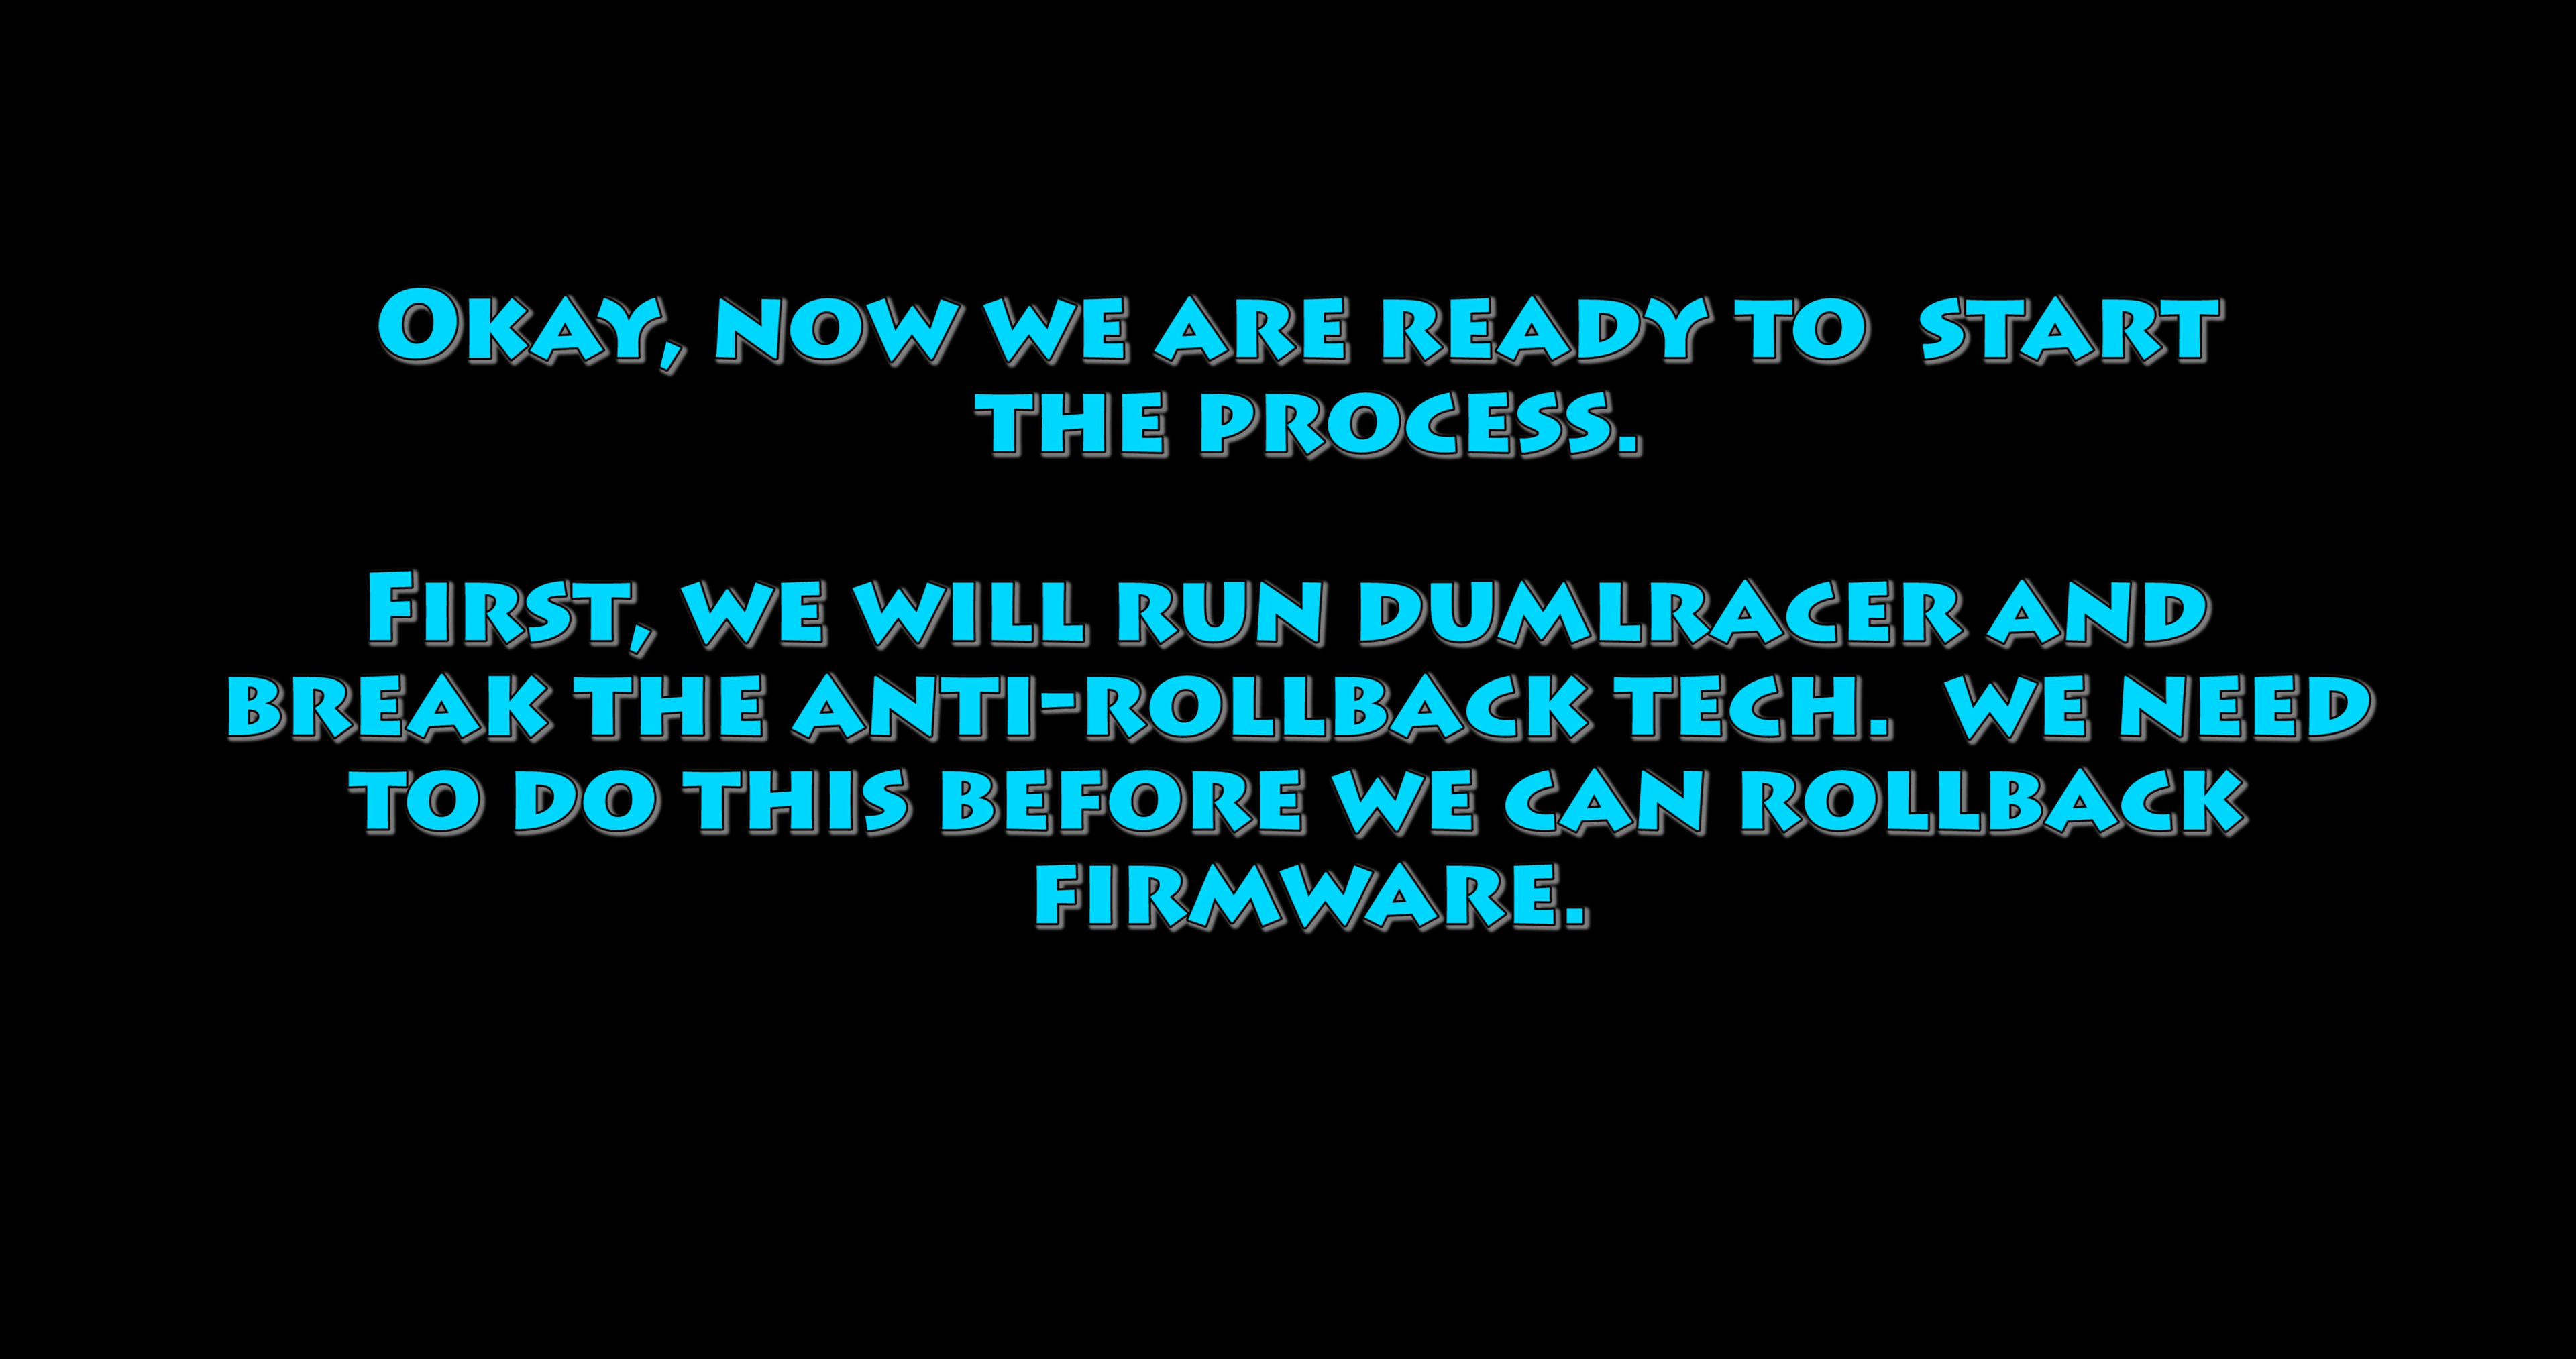 Okay, now we are ready to  start
the process.
First, we will run dumlracer and
break the anti-rollback tech.  we need
to do this before we can rollback
firmware.